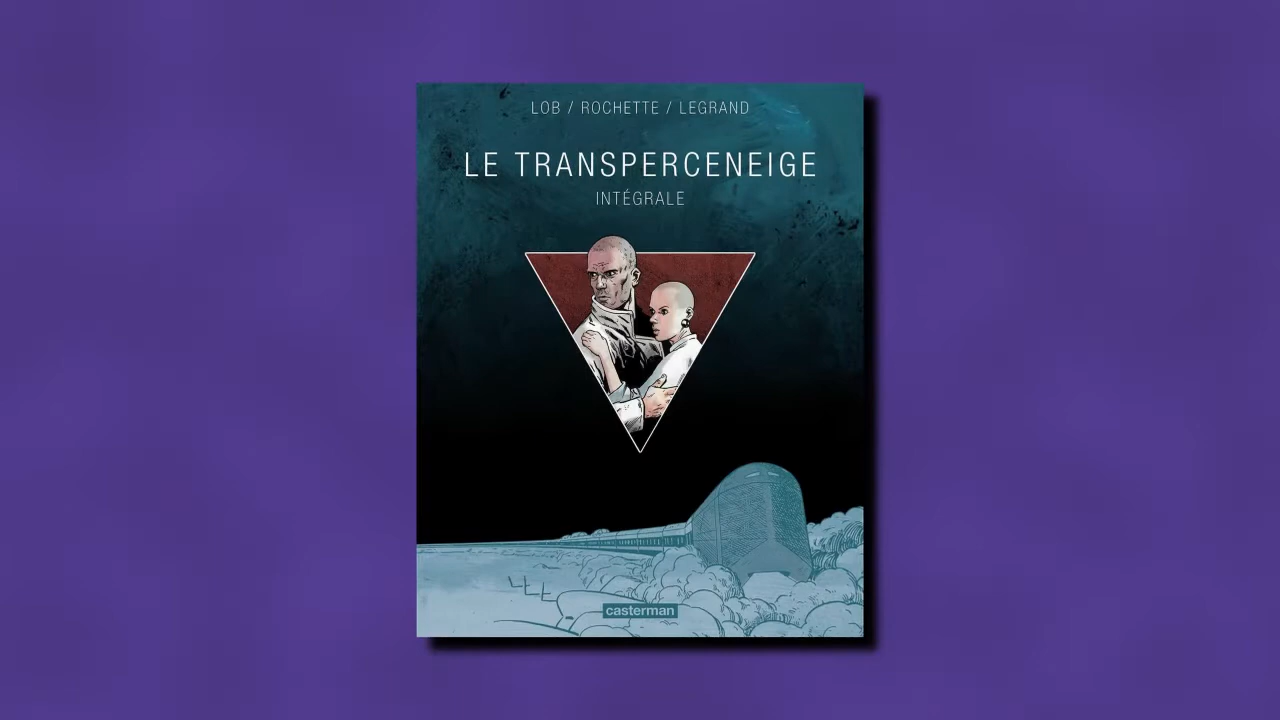 LOB / ROCHETTE / LEGRAND
LE TRANSPERCENEIGE
INTÉGRALE
casterman